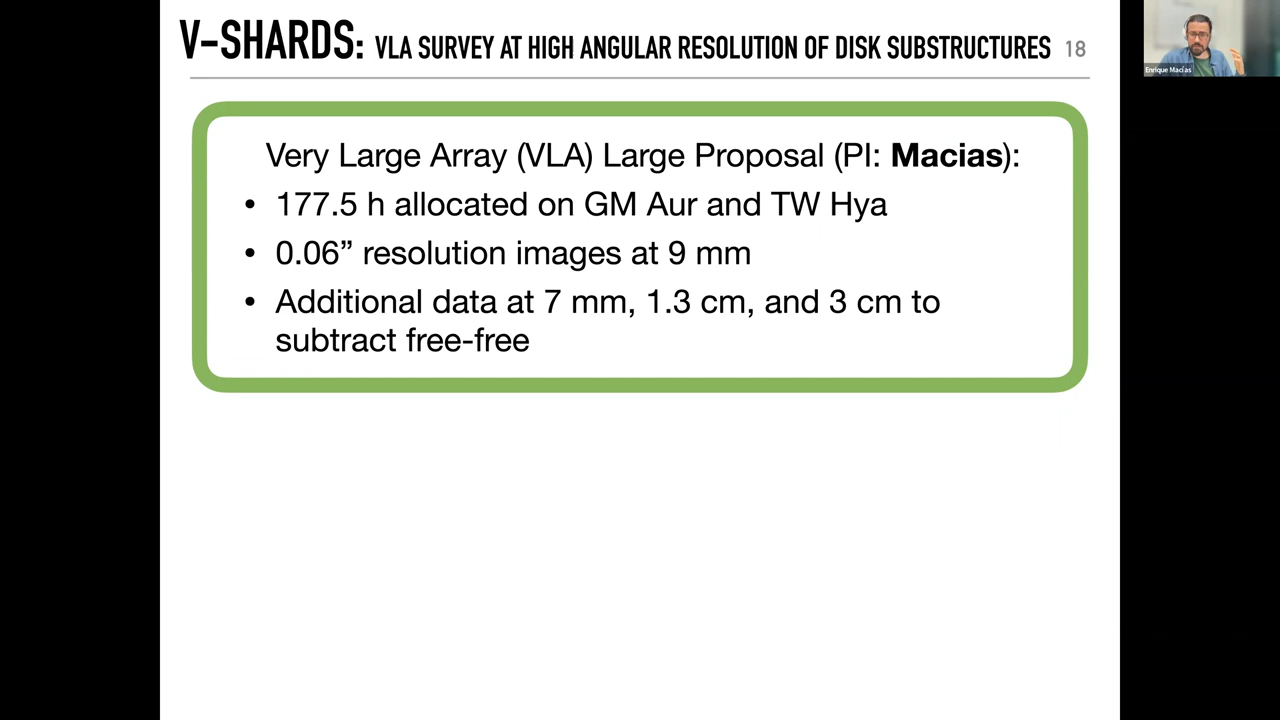 V-SHARDS: VLA SURVEY AT HIGH ANGULAR RESOLUTION OF DISK SUBSTRUCTURES 18
Enrique Macías
Very Large Array (VLA) Large Proposal (PI: Macias):
• 177.5 h allocated on GM Aur and TW Hya
• 0.06” resolution images at 9 mm
• Additional data at 7 mm, 1.3 cm, and 3 cm to
subtract free-free